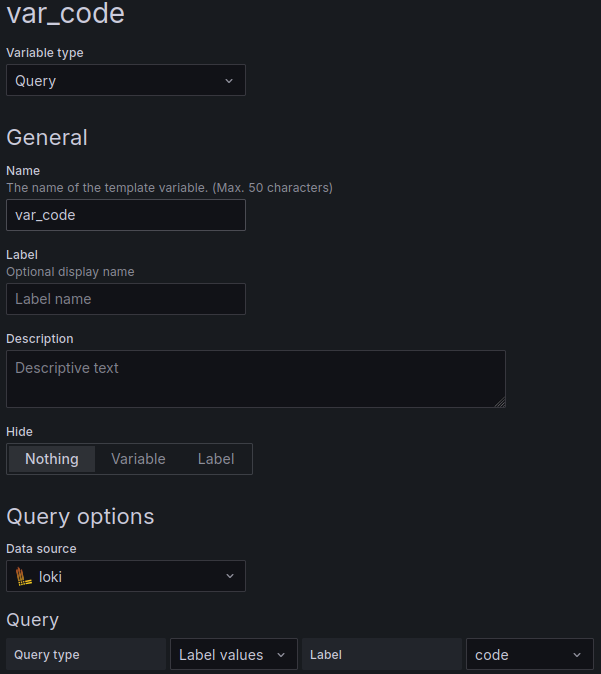 var_code
Variable type
Query
General
Name
The name of the template variable. (Max. 50 characters)
var_code
Label
Optional display name
Label name
Description
Descriptive text
Hide
Nothing Variable Label
Query options
Data source
loki
Query
Query type Label values Label code